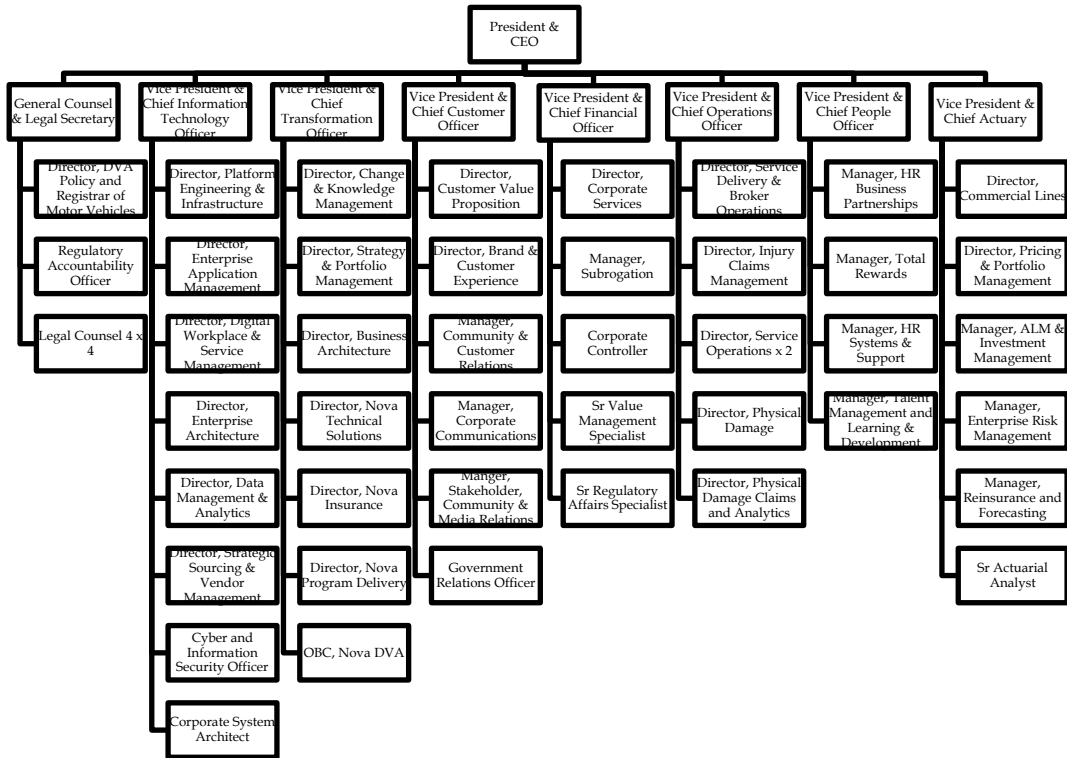 President &
CEO
General Counsel
& Legal Secretary
Vice President &
Chief Information
Technology
Officer
Vice President &
Chief
Transformation
Officer
Vice President &
Chief Customer
Officer
Vice President &
Chief Financial
Officer
Vice President &
Chief Operations
Officer
Vice President &
Chief People
Officer
Vice President &
Chief Actuary
Director, DVA
Policy and
Registrar of
Motor Vehicles
Regulatory
Accountability
Officer
Legal Counsel 4 x
4
Director, Platform
Engineering &
Infrastructure
Director,
Enterprise
Application
Management
Director, Digital
Workplace &
Service
Management
Director,
Enterprise
Architecture
Director, Data
Management &
Analytics
Director, Strategic
Sourcing &
Vendor
Management
Cyber and
Information
Security Officer
Corporate System
Architect
Director, Change
& Knowledge
Management
Director, Strategy
& Portfolio
Management
Director, Business
Architecture
Director, Nova
Technical
Solutions
Director, Nova
Insurance
Director, Nova
Program Delivery
OBC, Nova DVA
Director,
Customer Value
Proposition
Director, Brand &
Customer
Experience
Manager,
Community &
Customer
Relations
Manager,
Corporate
Communications
Manger,
Stakeholder,
Community &
Media Relations
Government
Relations Officer
Director,
Corporate
Services
Manager,
Subrogation
Corporate
Controller
Sr Value
Management
Specialist
Sr Regulatory
Affairs Specialist
Director, Service
Delivery &
Broker
Operations
Director, Injury
Claims
Management
Director, Service
Operations x 2
Director, Physical
Damage
Director, Physical
Damage Claims
and Analytics
Manager, HR
Business
Partnerships
Manager, Total
Rewards
Manager, HR
Systems &
Support
Manager, Talent
Management and
Learning &
Development
Director,
Commercial Lines
Director, Pricing
& Portfolio
Management
Manager, ALM &
Investment
Management
Manager,
Enterprise Risk
Management
Manager,
Reinsurance and
Forecasting
Sr Actuarial
Analyst